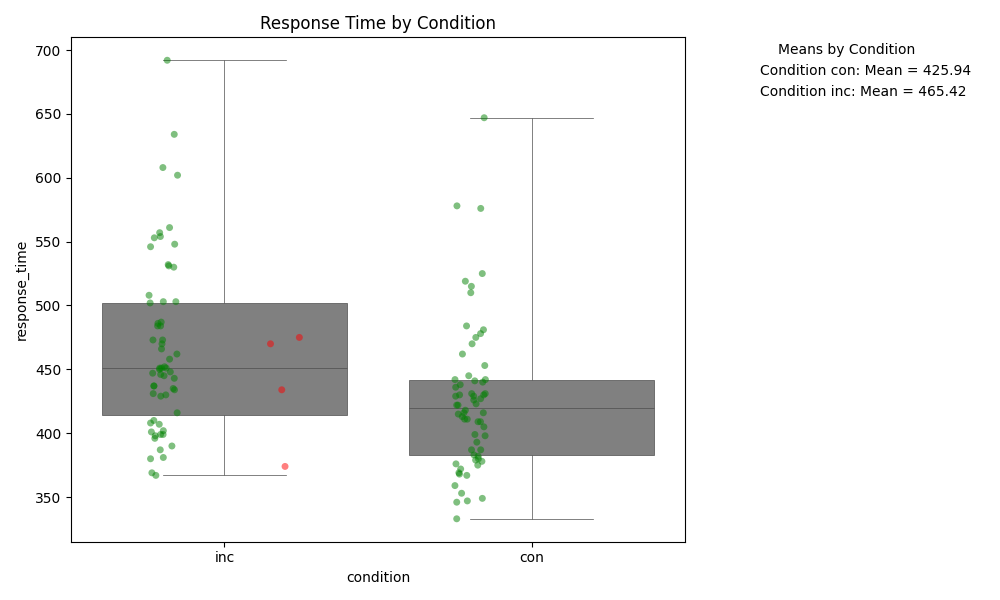 Response Time by Condition
Means by Condition
Condition con: Mean = 425.94
Condition inc: Mean = 465.42
response_time
700
650
600
550
500
450
400
350
inc
con
condition